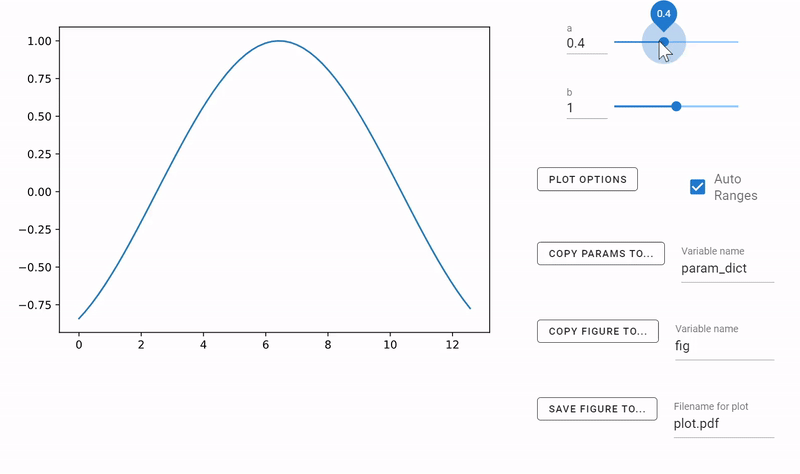 0.4
a
0.4
b
1
1.00
0.75
0.50
0.25
0.00
−0.25
−0.50
−0.75
0 2 4 6 8 10 12
PLOT OPTIONS
Auto
Ranges
COPY PARAMS TO...
Variable name
param_dict
COPY FIGURE TO...
Variable name
fig
SAVE FIGURE TO...
Filename for plot
plot.pdf